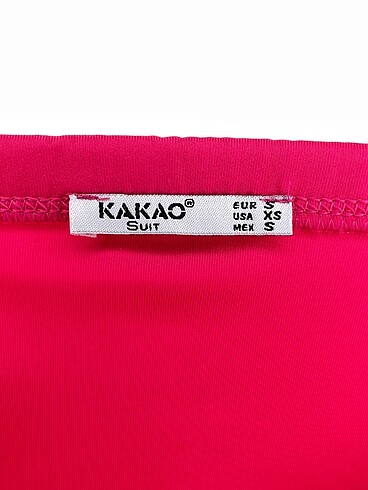 KAKAO®
SUIT
EUR S
USA XS
MEX S